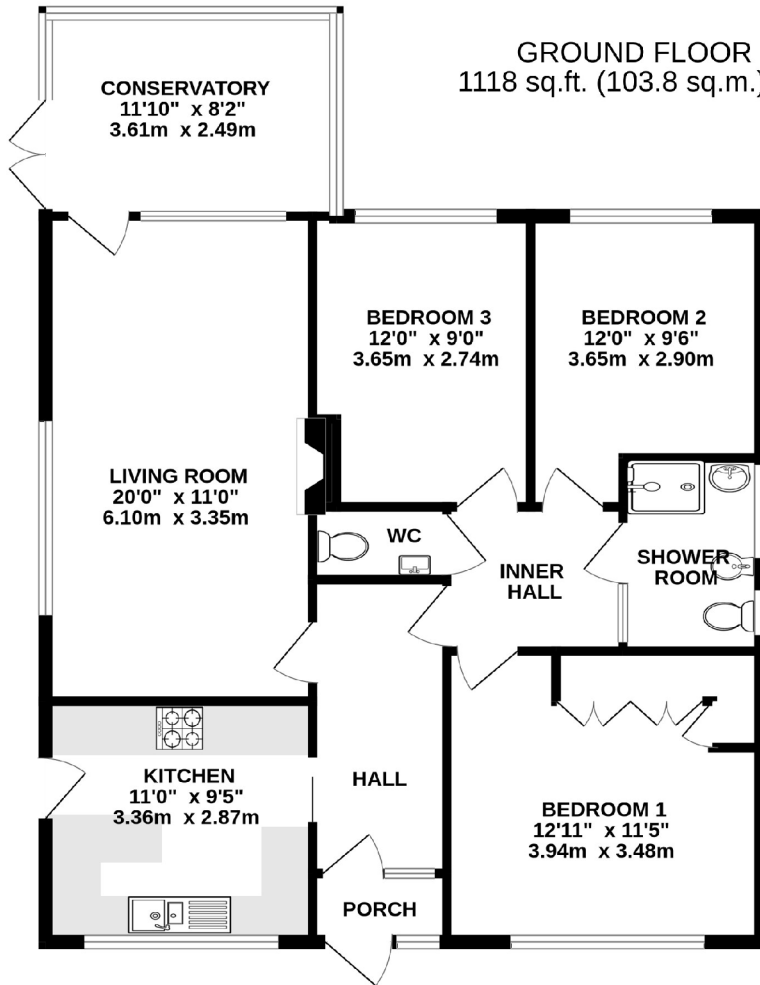 GROUND FLOOR
1118 sq.ft. (103.8 sq.m.)
CONSERVATORY
11'10" x 8'2"
3.61m x 2.49m
BEDROOM 3
12'0" x 9'0"
3.65m x 2.74m
BEDROOM 2
12'0" x 9'6"
3.65m x 2.90m
LIVING ROOM
20'0" x 11'0"
6.10m x 3.35m
WC
INNER
HALL
SHOWER
ROOM
KITCHEN
11'0" x 9'5"
3.36m x 2.87m
HALL
BEDROOM 1
12'11" x 11'5"
3.94m x 3.48m
PORCH